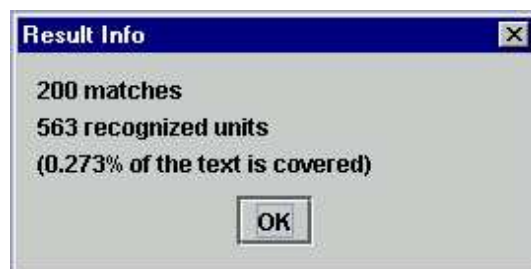 Result Info
200 matches
563 recognized units
(0.273% of the text is covered)
OK